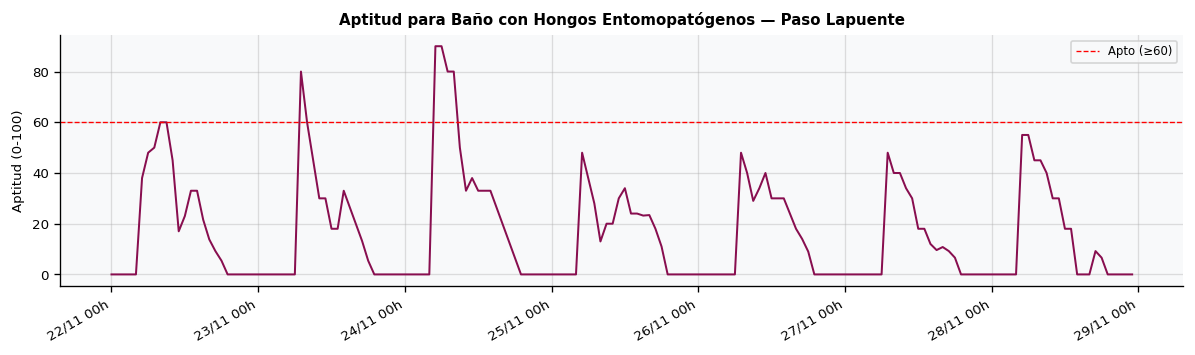 Aptitud para Baño con Hongos Entomopatógenos — Paso Lapuente
Apto (≥60)
Aptitud (0-100)
80
60
40
20
0
22/11 00h
23/11 00h
24/11 00h
25/11 00h
26/11 00h
27/11 00h
28/11 00h
29/11 00h